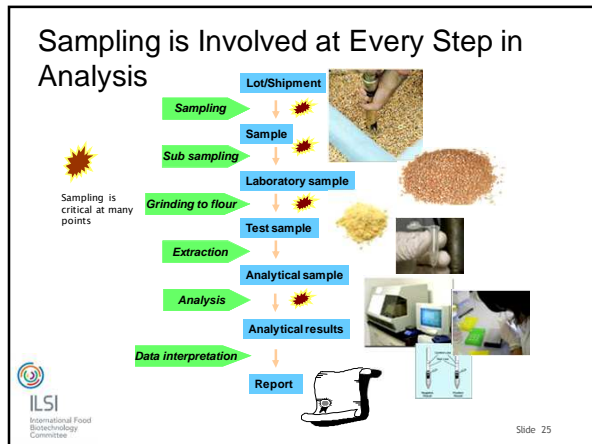 Sampling is Involved at Every Step in
Analysis
Lot/Shipment
Sampling
Sample
Sub sampling
Laboratory sample
Sampling is
critical at many
points
Grinding to flour
Test sample
Extraction
Analytical sample
Analysis
Analytical results
Data interpretation
Report
ILSI
International Food
Biotechnology
Committee
Slide 25